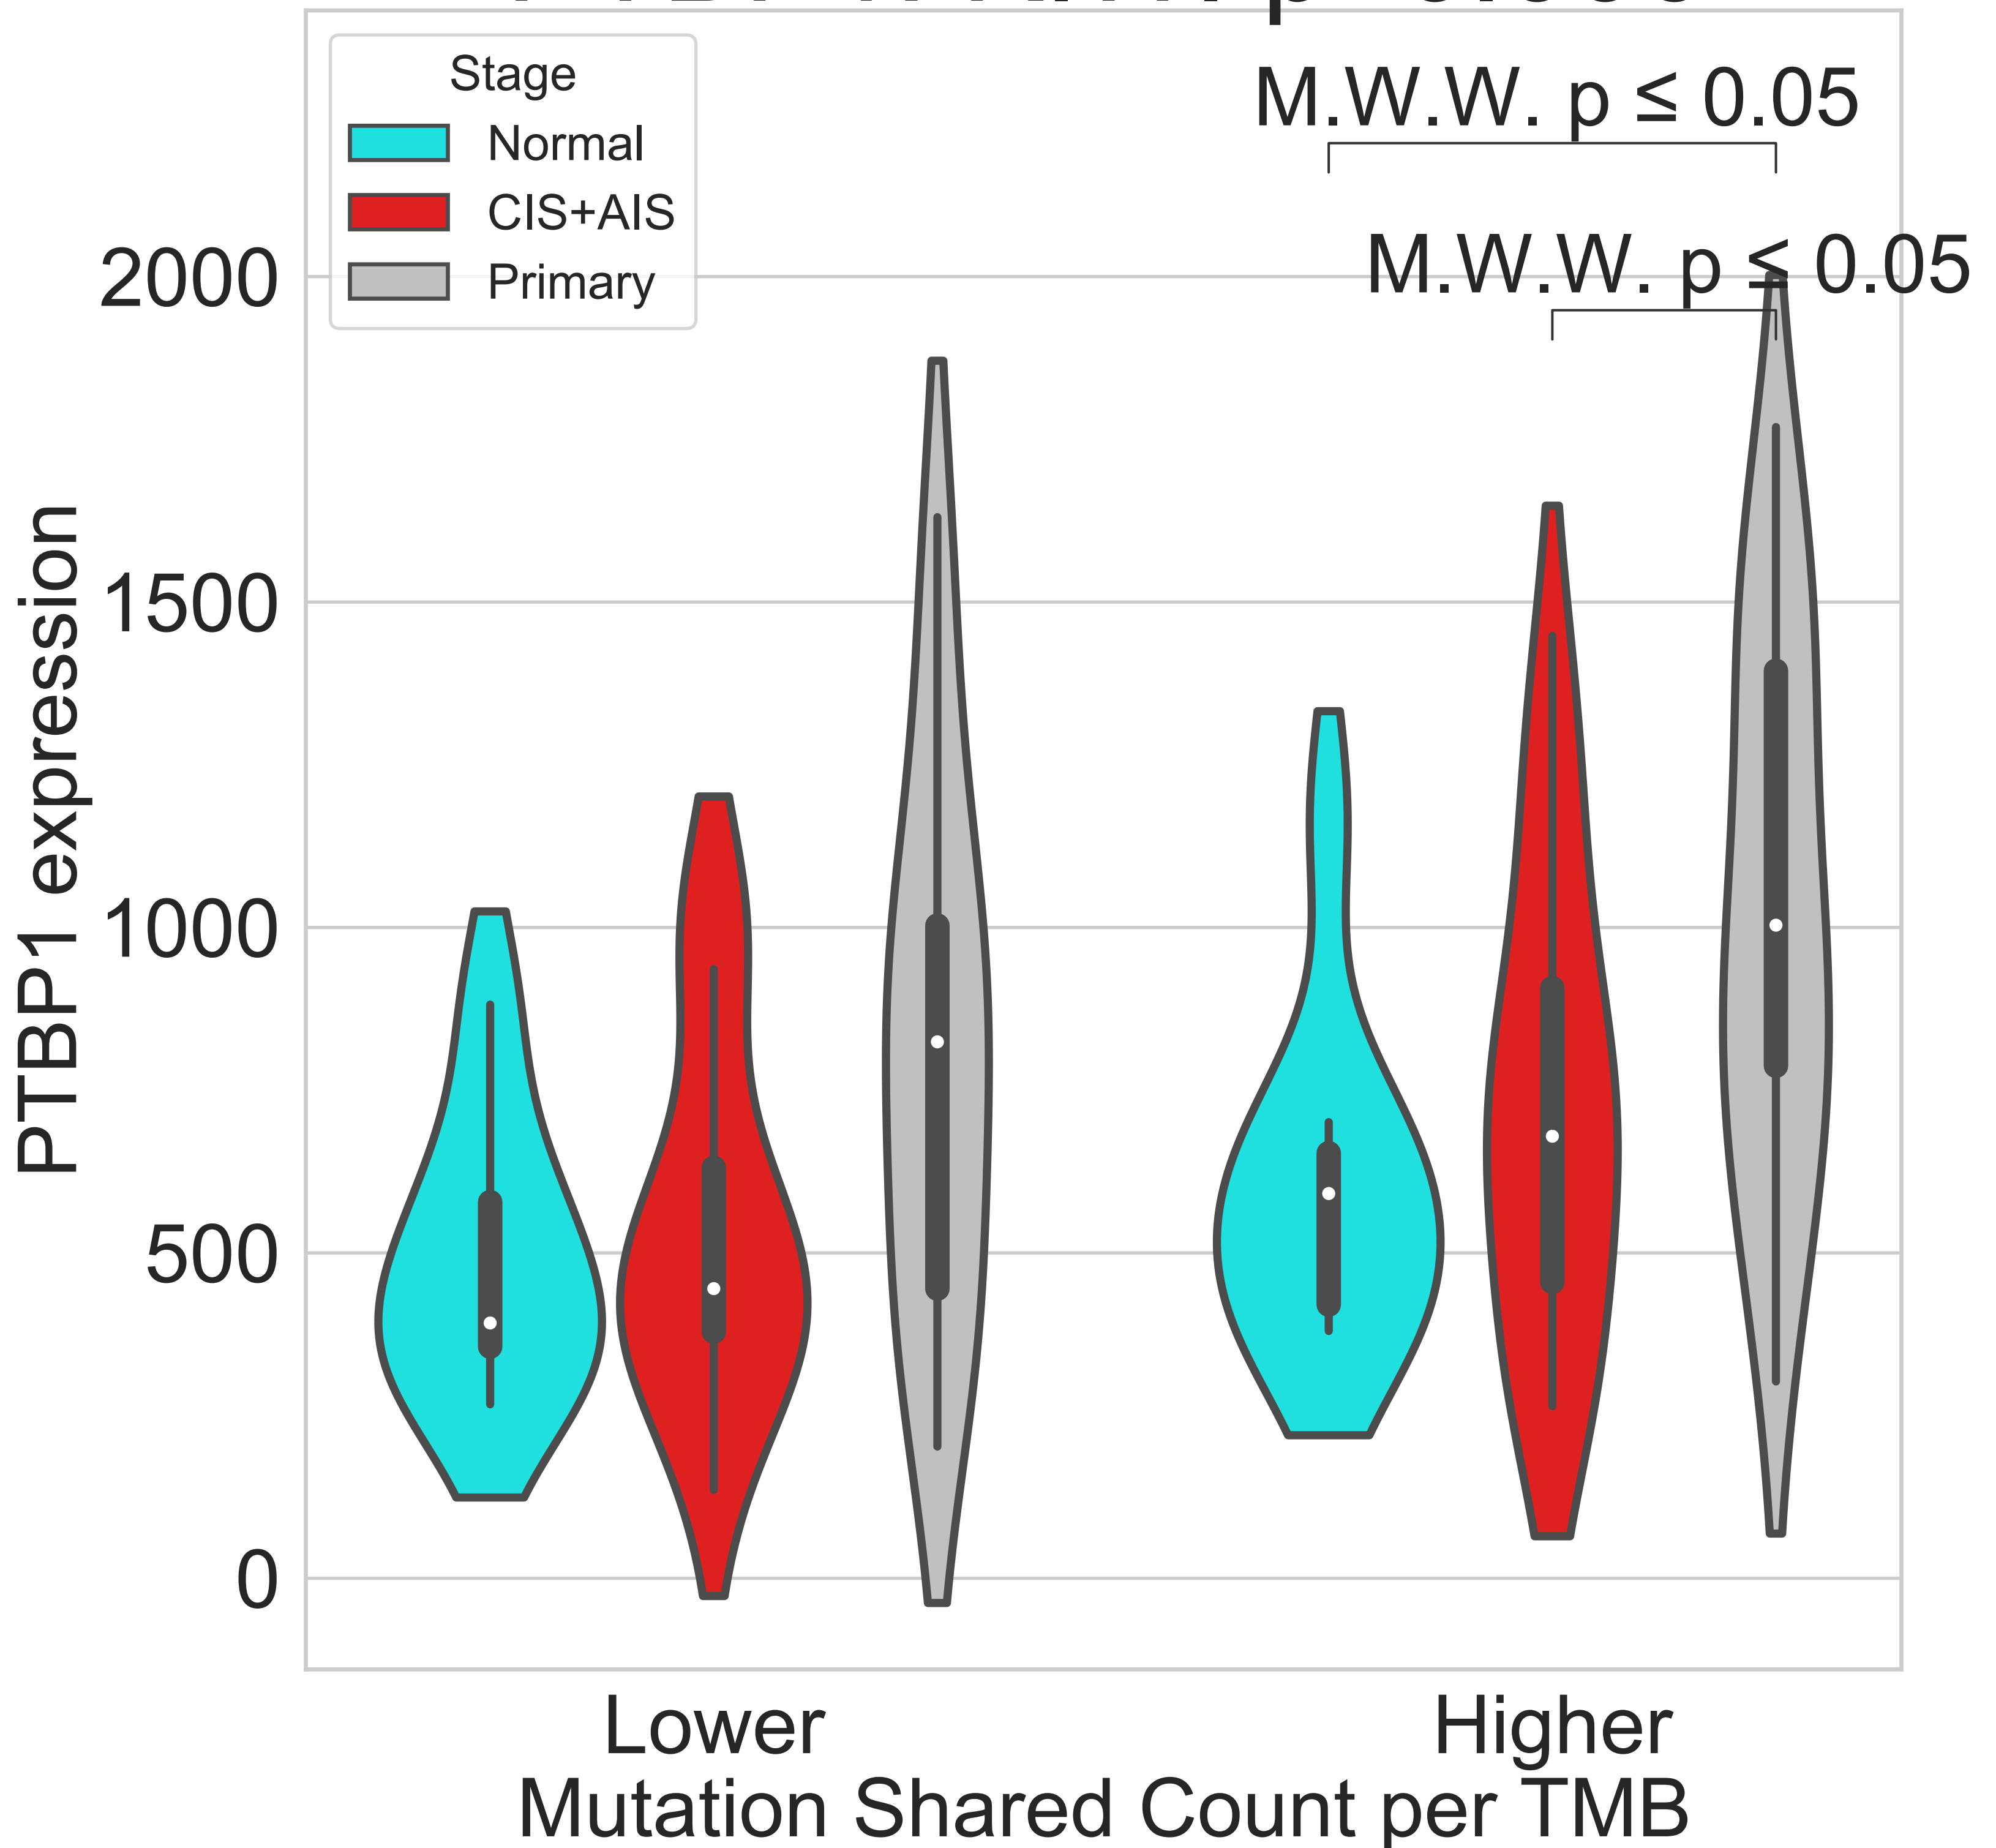 M.W.W. p ≤ 0.05
M.W.W. p ≤ 0.05
Stage
Normal
CIS+AIS
Primary
PTBP1 expression
2000
1500
1000
500
0
Lower
Higher
Mutation Shared Count per TMB